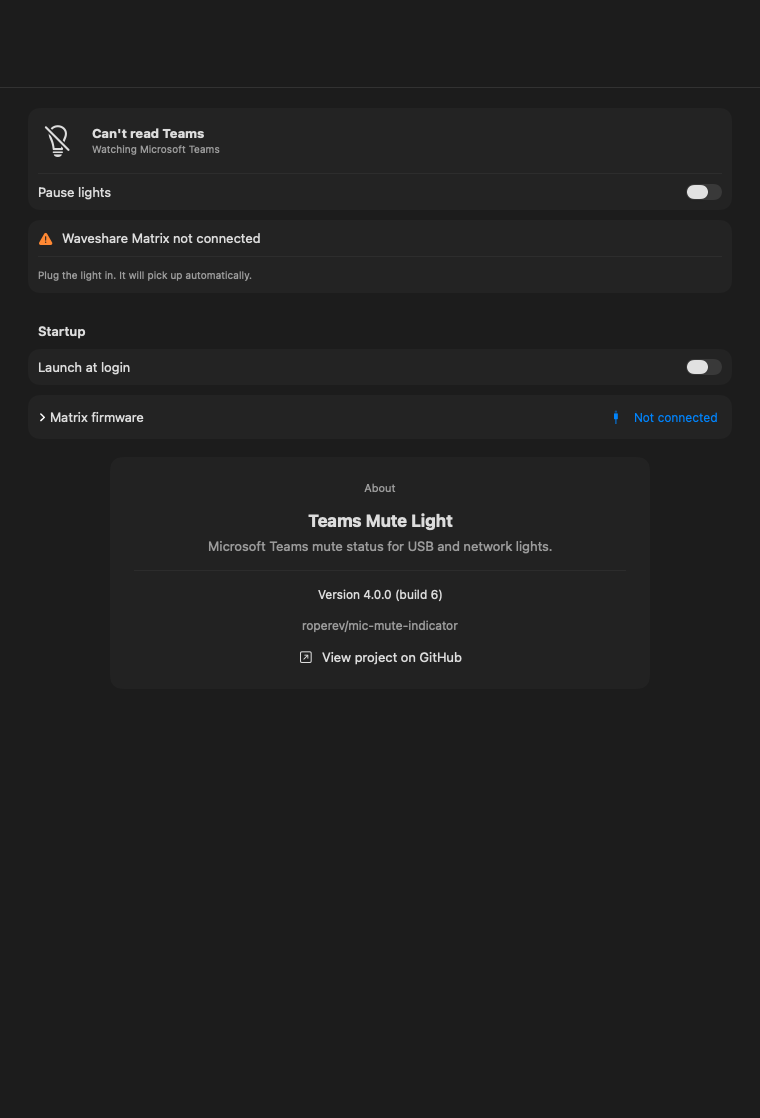 Can't read Teams
Watching Microsoft Teams
Pause lights
Waveshare Matrix not connected
Plug the light in. It will pick up automatically.
Startup
Launch at login
Matrix firmware
Not connected
About
Teams Mute Light
Microsoft Teams mute status for USB and network lights.
Version 4.0.0 (build 6)
roperev/mic-mute-indicator
View project on GitHub